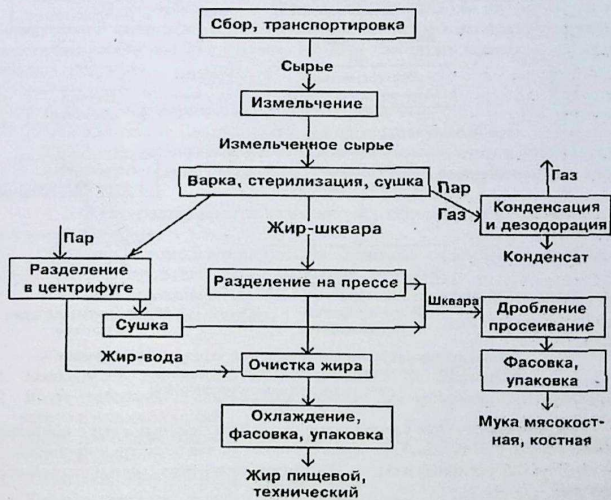 Сбор, транспортировка
Сырье
Измельчение
Измельченное сырье
Варка, стерилизация, сушка
Пар
Газ
Газ
Конденсация
и дезодорация
Конденсат
Жир-шквара
Пар
Разделение
в центрифуге
Разделение на прессе
Шквара
Дробление
просеивание
Сушка
Жир-вода
Очистка жира
Фасовка,
упаковка
Охлаждение,
фасовка, упаковка
Мука мясокост-
ная, костная
Жир пищевой,
технический